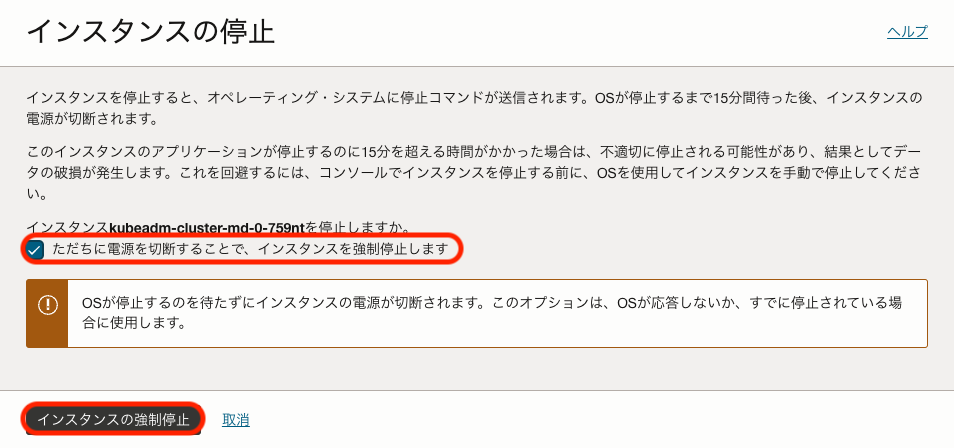 インスタンスの停止
ヘルプ
インスタンスを停止すると、オペレーティング・システムに停止コマンドが送信されます。OSが停止するまで15分間待った後、インスタンスの
電源が切断されます。
このインスタンスのアプリケーションが停止するのに15分を超える時間がかかった場合は、不適切に停止される可能性があり、結果としてデー
タの破損が発生します。これを回避するには、コンソールでインスタンスを停止する前に、OSを使用してインスタンスを手動で停止してくださ
い。
インスタンスkubeadm-cluster-md-0-759ntを停止しますか。
ただちに電源を切断することで、インスタンスを強制停止します
OSが停止するのを待たずにインスタンスの電源が切断されます。このオプションは、OSが応答しないか、すでに停止されている場
合に使用します。
インスタンスの強制停止
取消